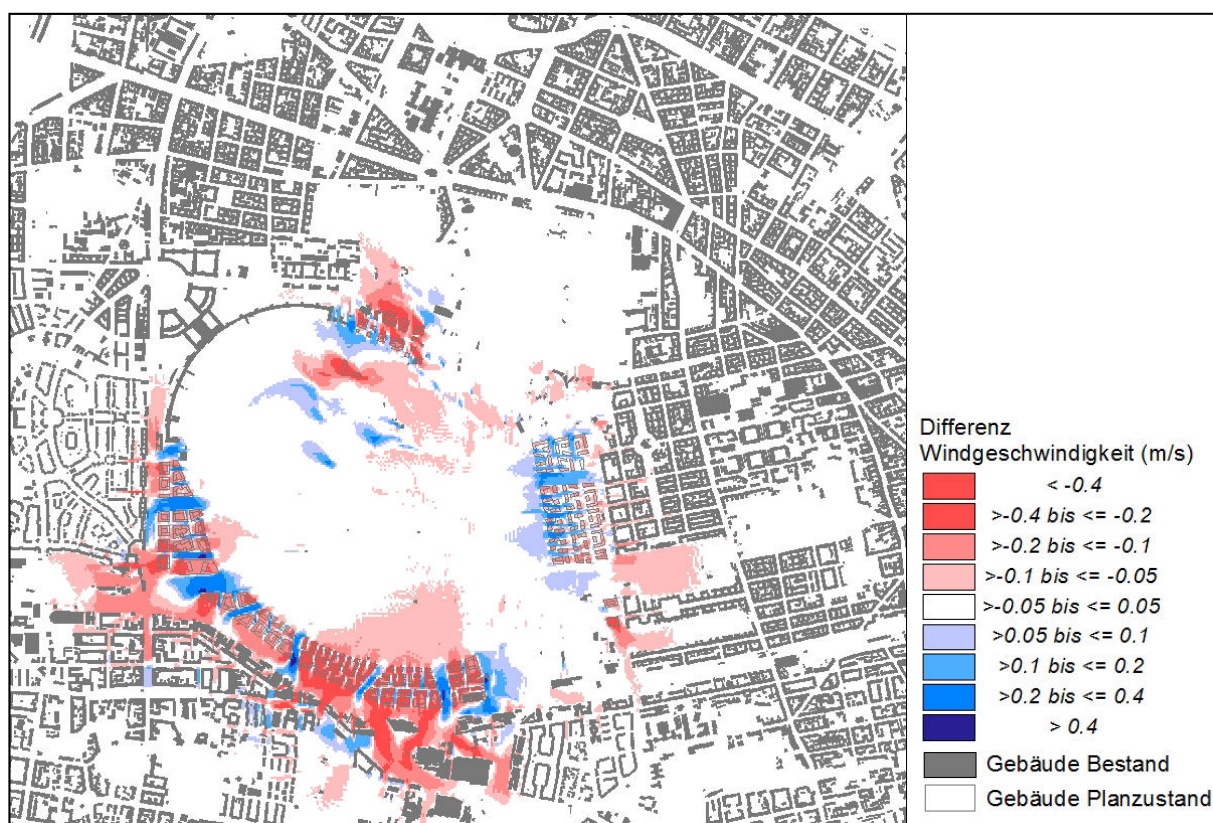 Differenz
Windgeschwindigkeit (m/s)
< -0.4
>-0.4 bis <= -0.2
>-0.2 bis <= -0.1
>-0.1 bis <= -0.05
>-0.05 bis <= 0.05
>0.05 bis <= 0.1
>0.1 bis <= 0.2
>0.2 bis <= 0.4
> 0.4
Gebäude Bestand
Gebäude Planzustand